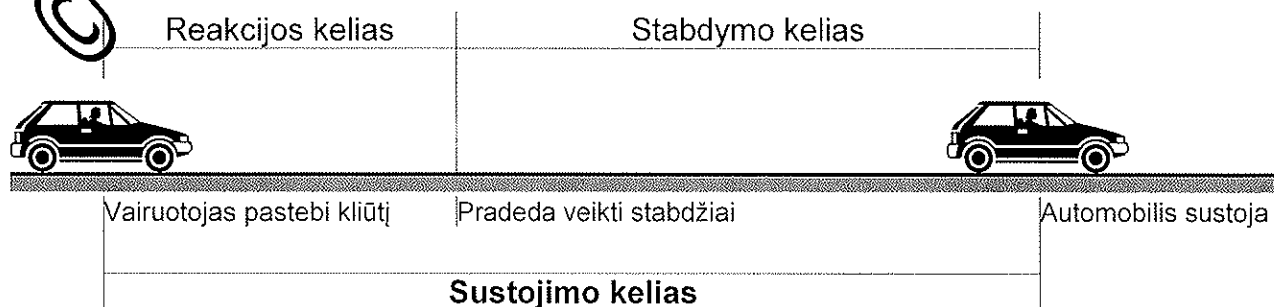 ©
Reakcijos kelias Stabdymo kelias
Vairuotojas pastebi kliūtį Pradeda veikti stabdžiai Automobilis sustoja
Sustojimo kelias